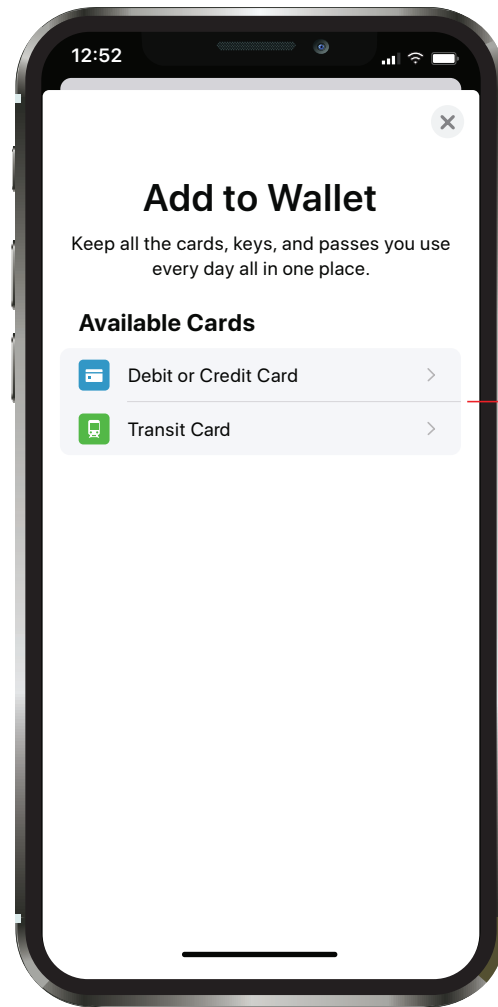 12:52
Add to Wallet
Keep all the cards, keys, and passes you use
every day all in one place.
Available Cards
Debit or Credit Card
Transit Card